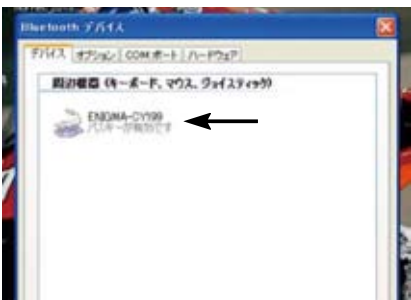 Bluetooth デバイス
デバイス オプション COM ポート ハードウェア
周辺機器 (キーボード、マウス、ジョイスティック)
ENIGMA-CY199
パスキーが有効です